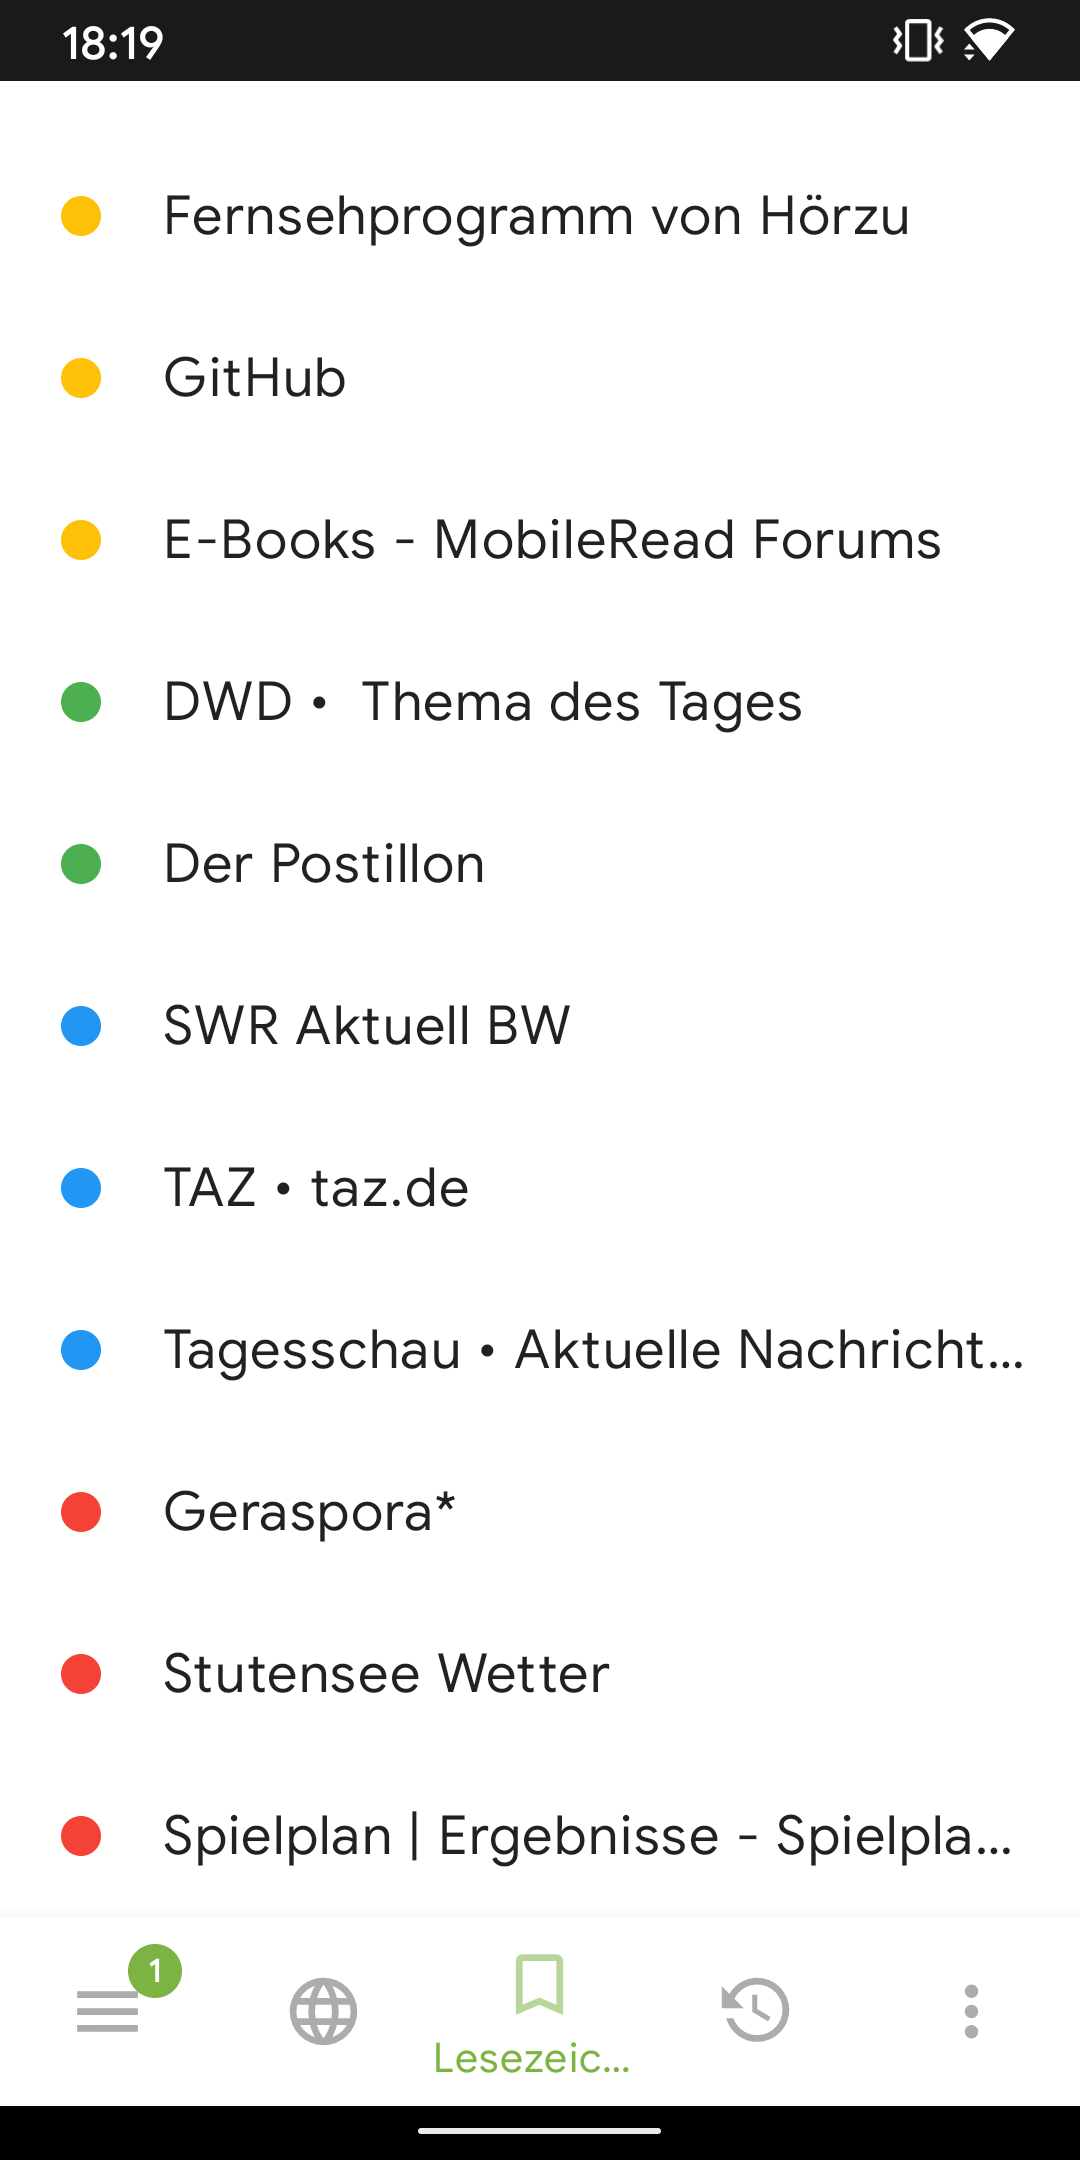 18:19
Fernsehprogramm von Hörzu
GitHub
E-Books - MobileRead Forums
DWD • Thema des Tages
Der Postillon
SWR Aktuell BW
TAZ • taz.de
Tagesschau • Aktuelle Nachricht...
Geraspora*
Stutensee Wetter
Spielplan | Ergebnisse - Spielpla...
1
Lesezeic...